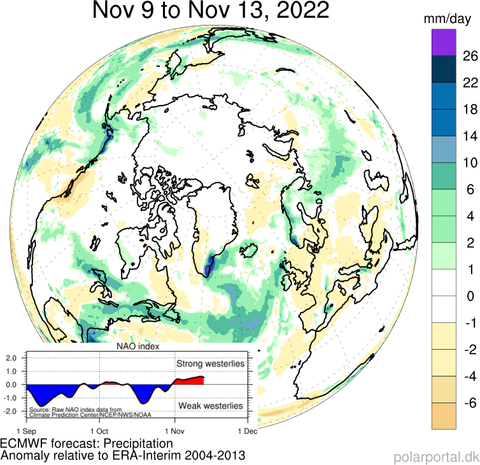 Nov 9 to Nov 13, 2022
mm/day
26
22
18
14
10
6
4
2
1
0
-1
-2
-4
-6
NAO index
2.0
1.0
0.0
-1.0
-2.0
Strong westerlies
Weak westerlies
Source: Raw NAO index data from
Climate Prediction Center/NCEP/NWS/NOAA
1 Sep 1 Oct 1 Nov 1 Dec
ECMWF forecast: Precipitation
Anomaly relative to ERA-Interim 2004-2013
polarportal.dk